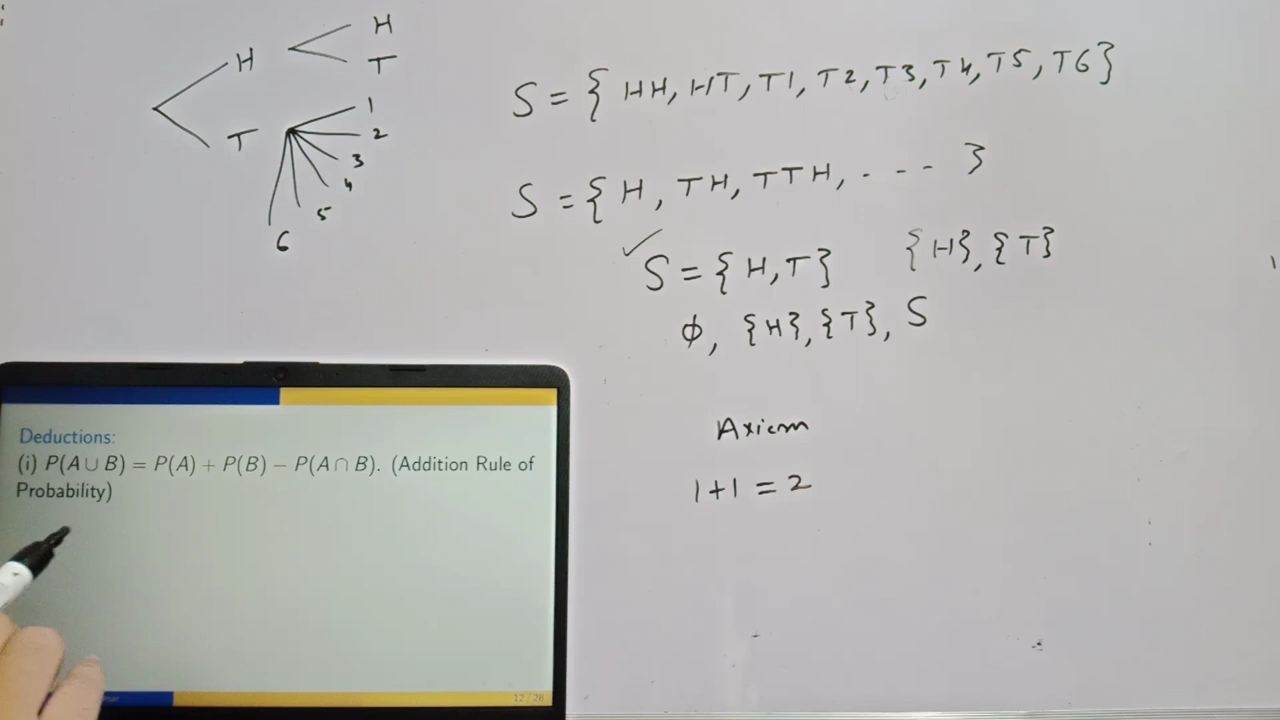 H
H
T
T
1
2
3
4
5
6
S = { HH, HT, T1, T2, T3, T4, T5, T6}
S = { H, TH, TTH, . - - - }
✓ S = { H, T } {H}, { T}
ϕ, {H}, {T}, S
Axiom
1+1 = 2
Deductions:
(i) P(A ∪ B) = P(A) + P(B) − P(A ∩ B). (Addition Rule of
Probability)
12 / 28